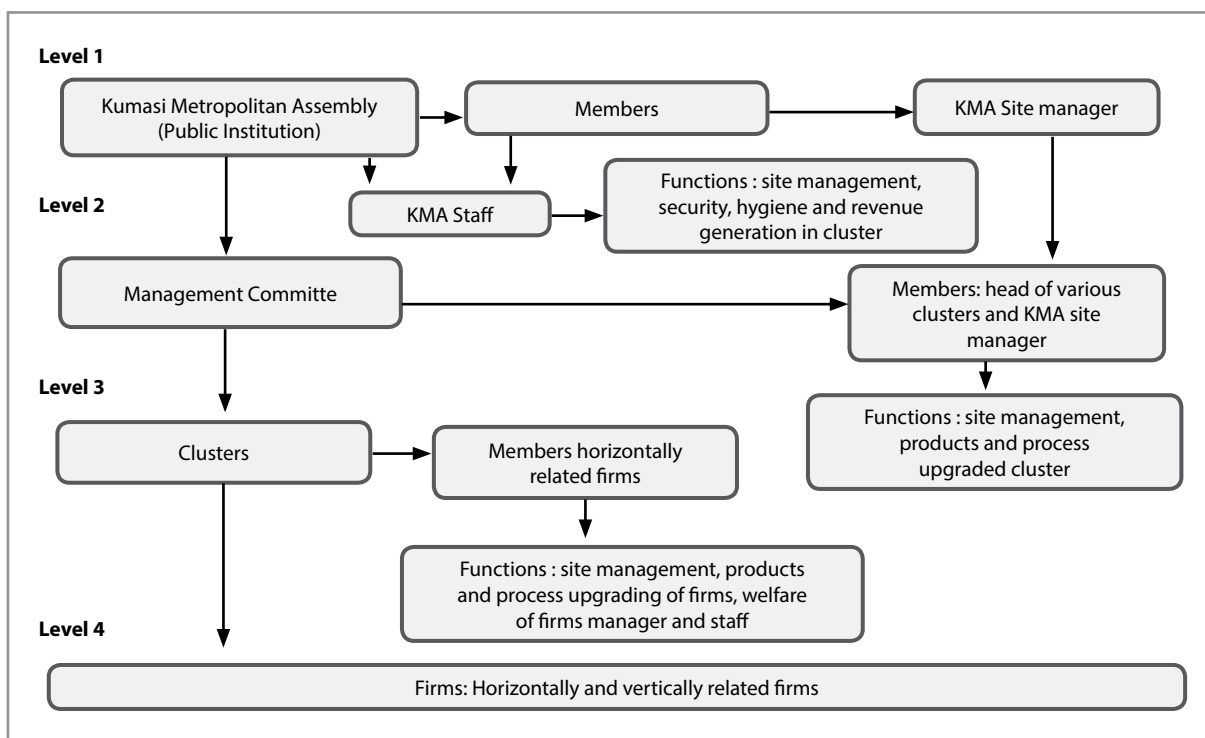 Level 1
Kumasi Metropolitan Assembly
(Public Institution)
Members
KMA Site manager
Level 2
KMA Staff
Functions : site management,
security, hygiene and revenue
generation in cluster
Management Committe
Members: head of various
clusters and KMA site
manager
Level 3
Functions : site management,
products and process
upgraded cluster
Clusters
Members horizontally
related firms
Functions : site management, products
and process upgrading of firms, welfare
of firms manager and staff
Level 4
Firms: Horizontally and vertically related firms